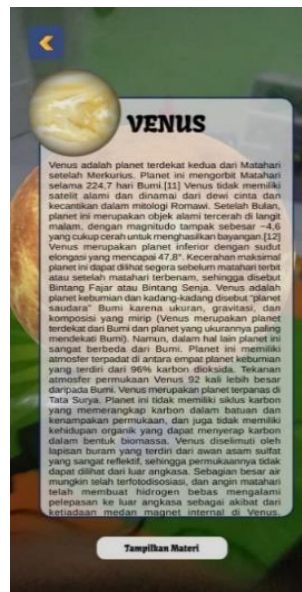 VENUS
Venus adalah planet terdekat kedua dari Matahari
setelah Merkurius. Planet ini mengorbit Matahari
selama 224,7 hari Bumi.[11] Venus tidak memiliki
satelit alami dan dinamai dari dewi cinta dan
kecantikan dalam mitologi Romawi. Setelah Bulan,
planet ini merupakan objek alami tercerah di langit
malam, dengan magnitudo tampak sebesar −4,6
yang cukup cerah untuk menghasilkan bayangan.[12]
Venus merupakan planet inferior dengan sudut
elongasi yang mencapai 47,8°. Kecerahan maksimal
planet ini dapat dilihat segera sebelum matahari terbit
atau setelah matahari terbenam, sehingga disebut
Bintang Fajar atau Bintang Senja. Venus adalah
planet kebumian dan kadang-kadang disebut "planet
saudara" Bumi karena ukuran, gravitasi, dan
komposisi yang mirip (Venus merupakan planet
terdekat dari Bumi dan planet yang ukurannya paling
mendekati Bumi). Namun, dalam hal lain planet ini
sangat berbeda dari Bumi. Planet ini memiliki
atmosfer terpadat di antara empat planet kebumian
yang terdiri dari 96% karbon dioksida. Tekanan
atmosfer permukaan Venus 92 kali lebih besar
daripada Bumi. Venus merupakan planet terpanas di
Tata Surya. Planet ini tidak memiliki siklus karbon
yang memerangkap karbon dalam batuan dan
kenampakan permukaan, dan juga tidak memiliki
kehidupan organik yang dapat menyerap karbon
dalam bentuk biomassa. Venus diselimuti oleh
lapisan buram yang terdiri dari awan asam sulfat
yang sangat reflektif, sehingga permukaannya tidak
dapat dilihat dari luar angkasa. Sebagian besar air
mungkin telah terfotodisosiasi, dan angin matahari
telah membuat hidrogen bebas mengalami
pelepasan ke luar angkasa sebagai akibat dari
ketiadaan medan magnet internal di Venus.
Tampilkan Materi